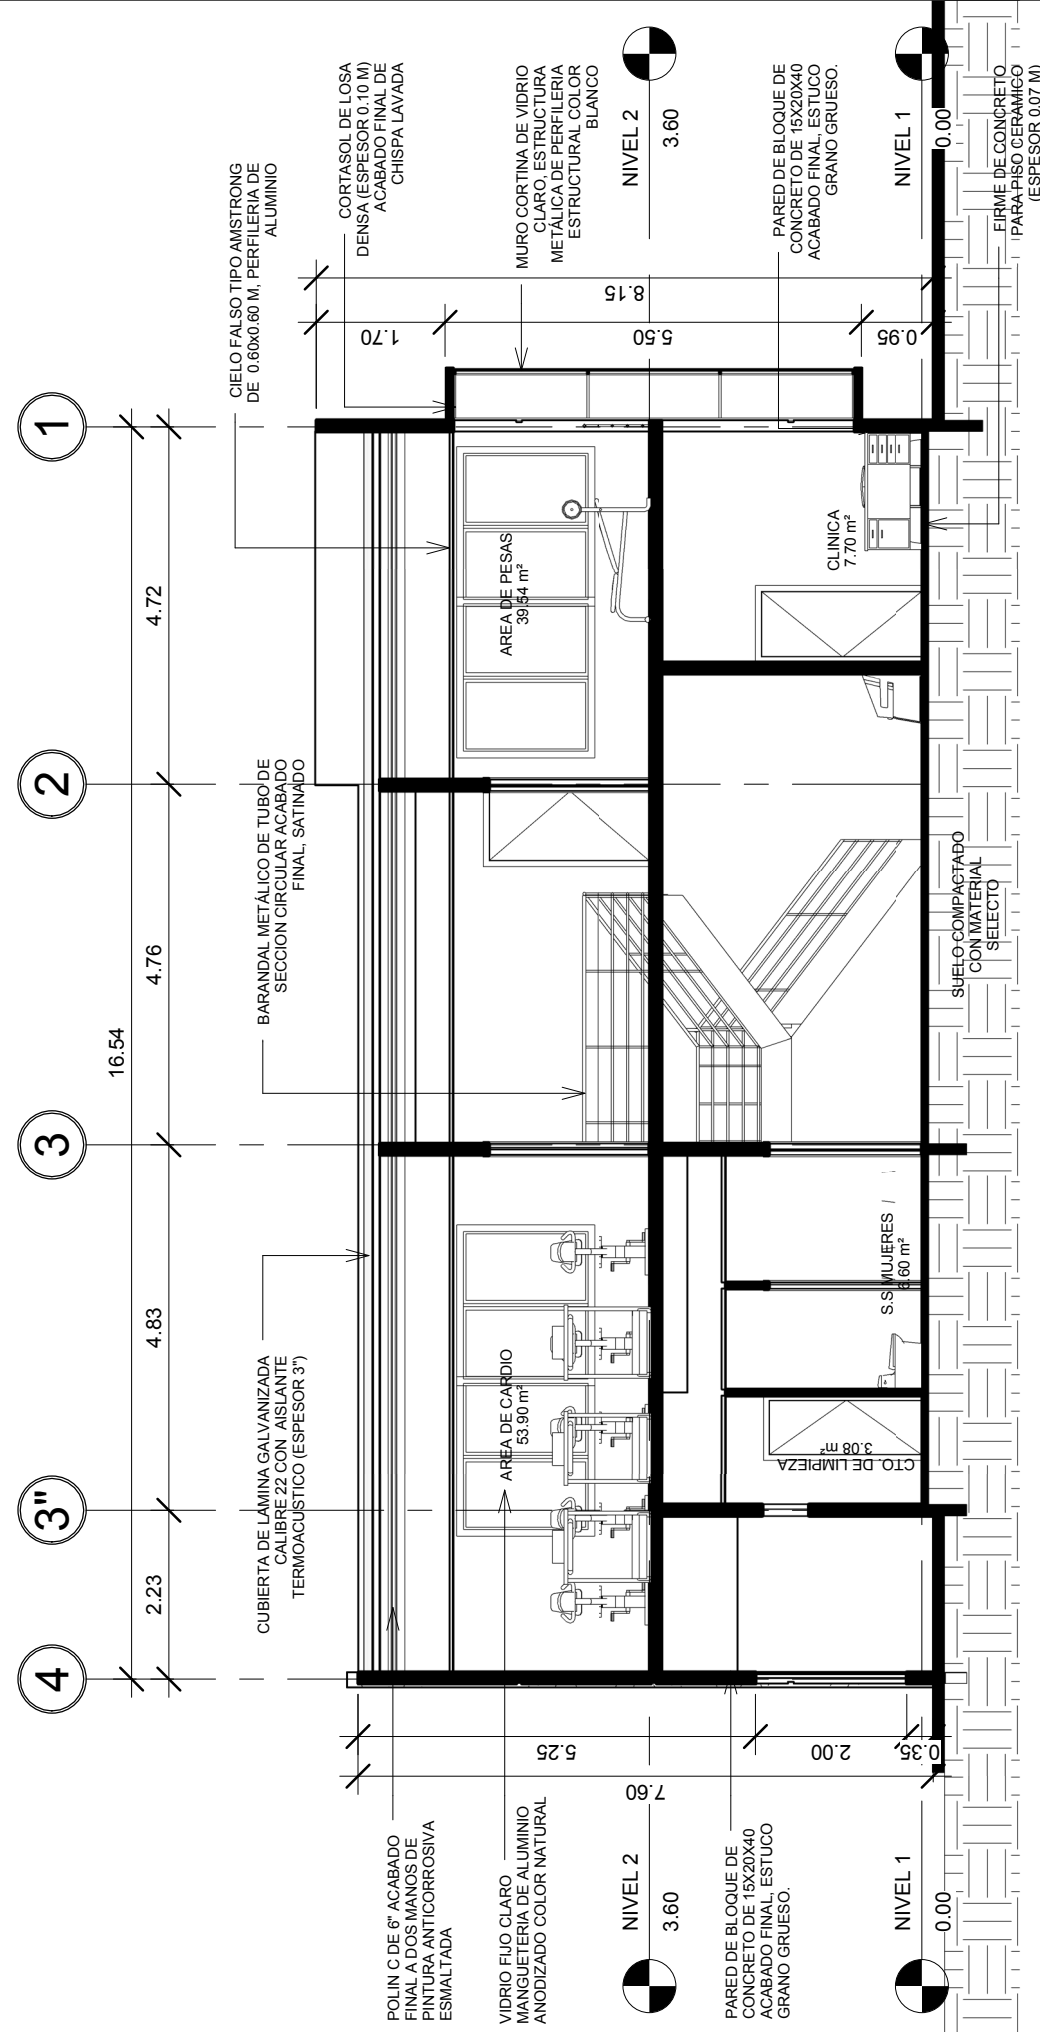 4
3"
3
2
1
16.54
2.23
4.83
4.76
4.72
CUBIERTA DE LAMINA GALVANIZADA
CALIBRE 22 CON AISLANTE
TERMOACUSTICO (ESPESOR 3")
BARANDAL METÁLICO DE TUBO DE
SECCION CIRCULAR ACABADO
FINAL, SATINADO
CIELO FALSO TIPO AMSTRONG
DE 0.60x0.60 M, PERFILERIA DE
ALUMINIO
CORTASOL DE LOSA
DENSA (ESPESOR 0.10 M)
ACABADO FINAL DE
CHISPA LAVADA
MURO CORTINA DE VIDRIO
CLARO, ESTRUCTURA
METÁLICA DE PERFILERIA
ESTRUCTURAL COLOR
BLANCO
NIVEL 2
3.60
PARED DE BLOQUE DE
CONCRETO DE 15X20X40
ACABADO FINAL, ESTUCO
GRANO GRUESO.
NIVEL 1
0.00
FIRME DE CONCRETO
PARA PISO CERAMICO
(ESPESOR 0.07 M)
8.15
1.70
5.50
0.95
POLIN C DE 6" ACABADO
FINAL A DOS MANOS DE
PINTURA ANTICORROSIVA
ESMALTADA
VIDRIO FIJO CLARO
MANGUETERIA DE ALUMINIO
ANODIZADO COLOR NATURAL
NIVEL 2
3.60
PARED DE BLOQUE DE
CONCRETO DE 15X20X40
ACABADO FINAL, ESTUCO
GRANO GRUESO.
NIVEL 1
0.00
5.25
2.00
0.35
7.60
AREA DE CARDIO
53.90 m²
AREA DE PESAS
39.54 m²
CTO. DE LIMPIEZA
3.08 m²
S.S MUJERES
6.60 m²
CLINICA
7.70 m²
SUELO COMPACTADO
CON MATERIAL
SELECTO